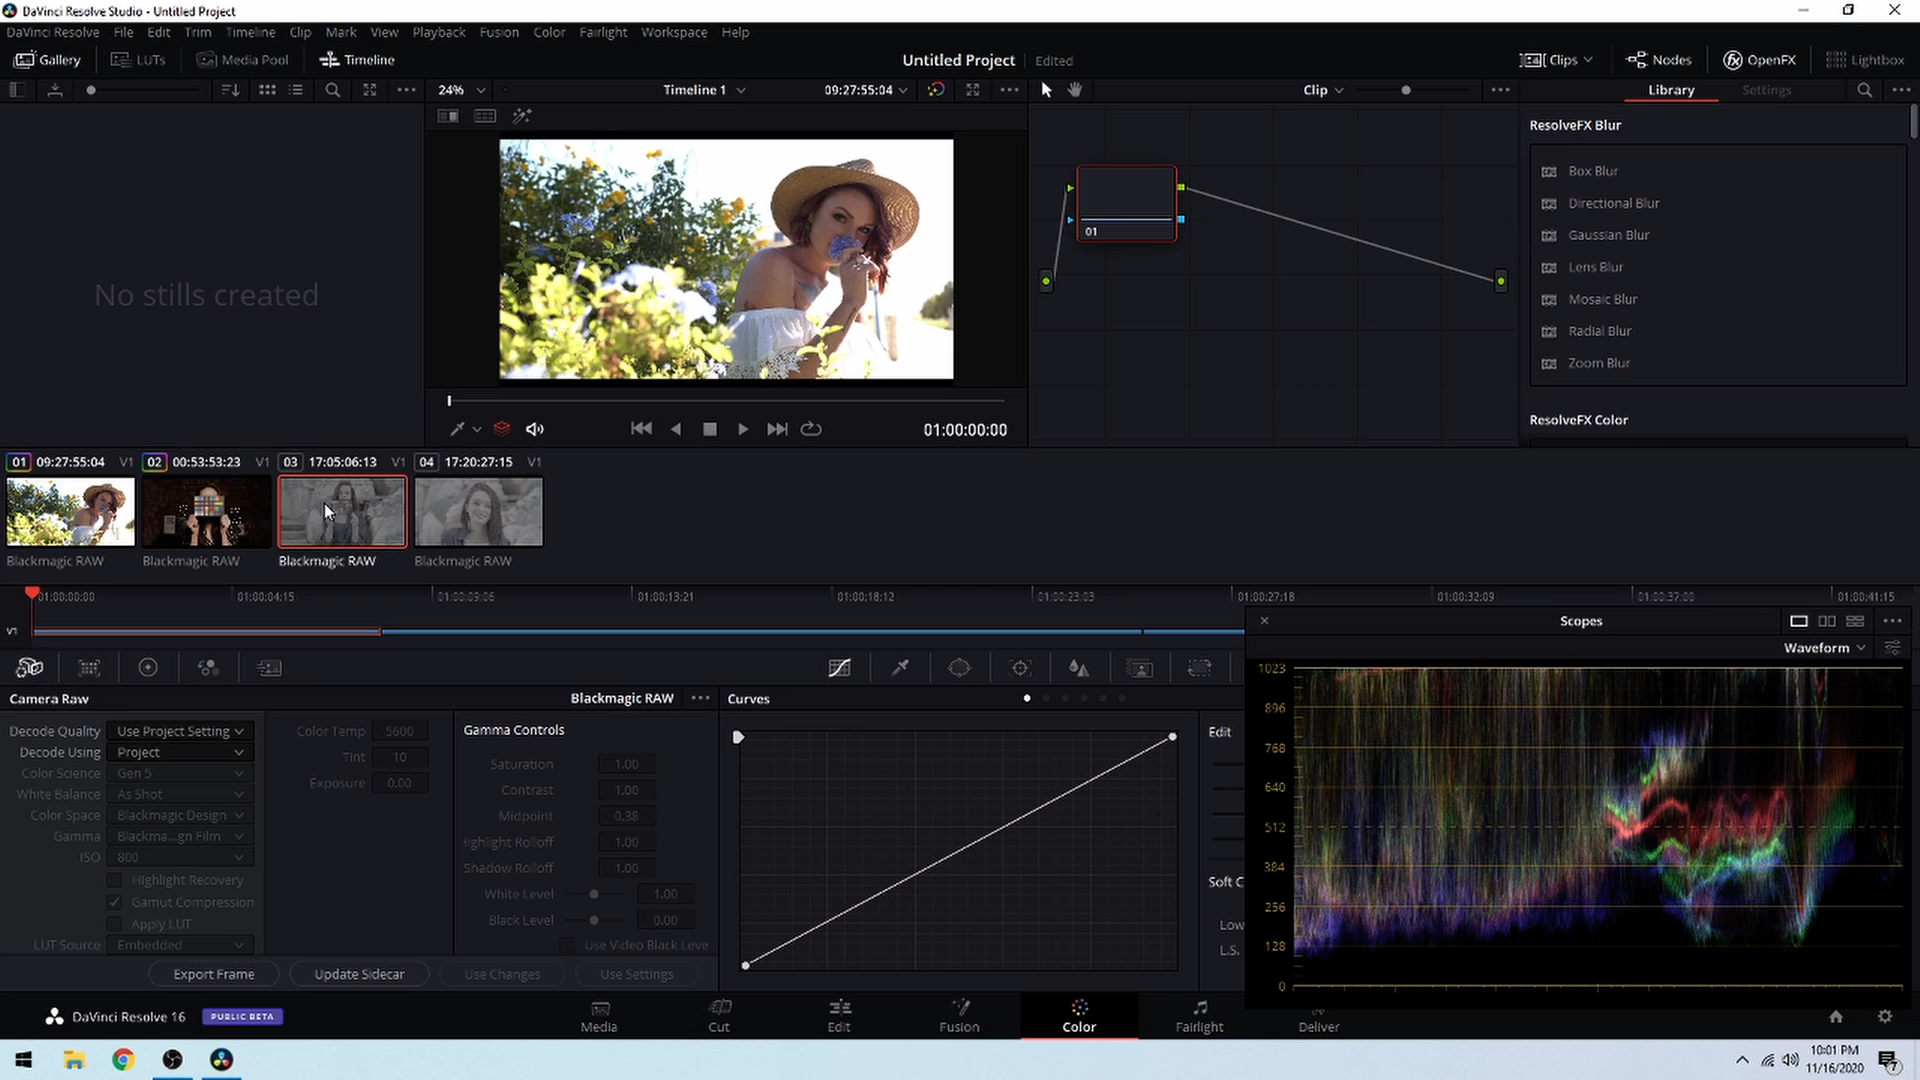 DaVinci Resolve Studio - Untitled Project
DaVinci Resolve File Edit Trim Timeline Clip Mark View Playback Fusion Color Fairlight Workspace Help
Gallery LUTs Media Pool Timeline Untitled Project Edited Clips Nodes OpenFX Lightbox
24% Timeline 1 09:27:55:04 Clip Library Settings
ResolveFX Blur
Box Blur
Directional Blur
Gaussian Blur
Lens Blur
Mosaic Blur
Radial Blur
Zoom Blur
ResolveFX Color
01
No stills created
01:00:00:00
01 09:27:55:04 V1 02 00:53:53:23 V1 03 17:05:06:13 V1 04 17:20:27:15 V1
Blackmagic RAW Blackmagic RAW Blackmagic RAW Blackmagic RAW
01:00:00:00 01:00:04:15 01:00:09:06 01:00:13:21 01:00:18:12 01:00:23:03 01:00:27:18 01:00:32:09 01:00:37:00 01:00:41:15
V1
Scopes
Waveform
1023
896
768
640
512
384
256
128
0
Camera Raw Blackmagic RAW Curves
Decode Quality Use Project Setting
Decode Using Project
Color Science Gen 5
White Balance As Shot
Color Space Blackmagic Design
Gamma Blackma...gn Film
ISO 800
Highlight Recovery
Gamut Compression
Apply LUT
LUT Source Embedded
Color Temp 5600
Tint 10
Exposure 0.00
Gamma Controls
Saturation 1.00
Contrast 1.00
Midpoint 0.38
Highlight Rolloff 1.00
Shadow Rolloff 1.00
White Level 1.00
Black Level 0.00
Use Video Black Leve
Edit
Soft C
Low
L.S.
Export Frame Update Sidecar Use Changes Use Settings
DaVinci Resolve 16 PUBLIC BETA
Media Cut Edit Fusion Color Fairlight Deliver
10:01 PM
11/16/2020
7